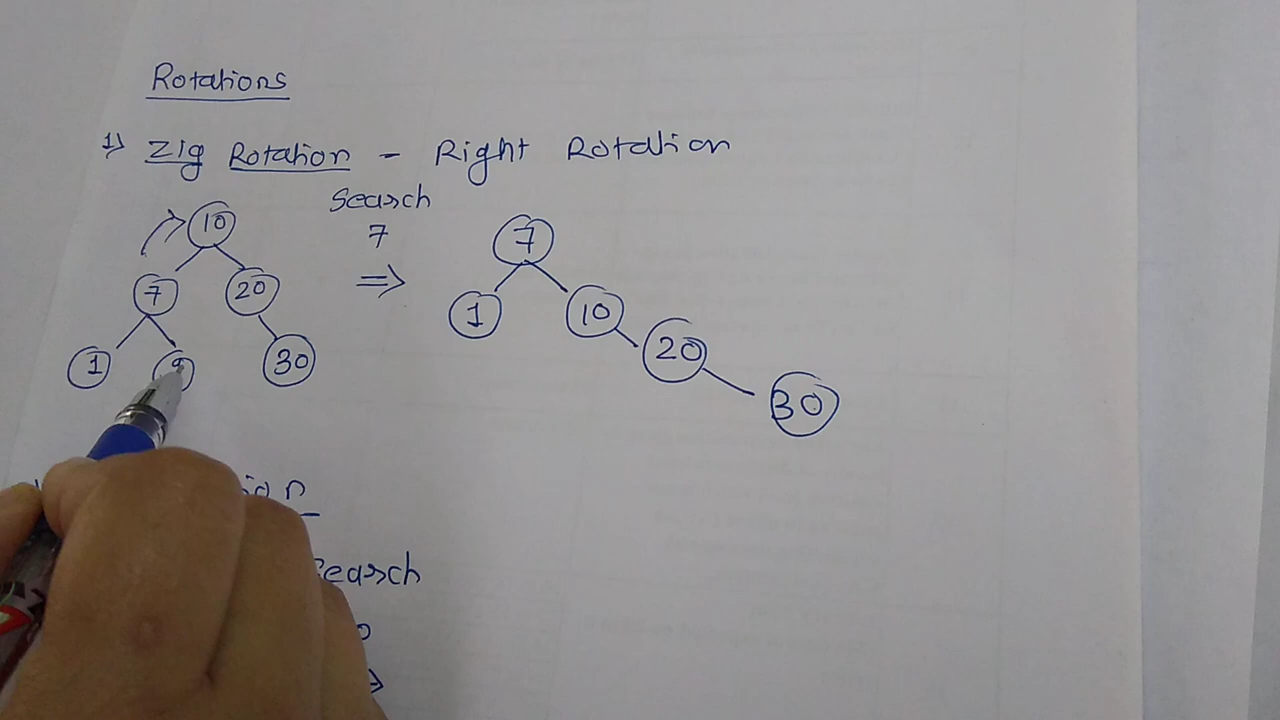 Rotations
1) Zig Rotation - Right Rotation
Search
7
⇒
10
7 20
1 9 30
7
1 10
20
30
Search
⇒